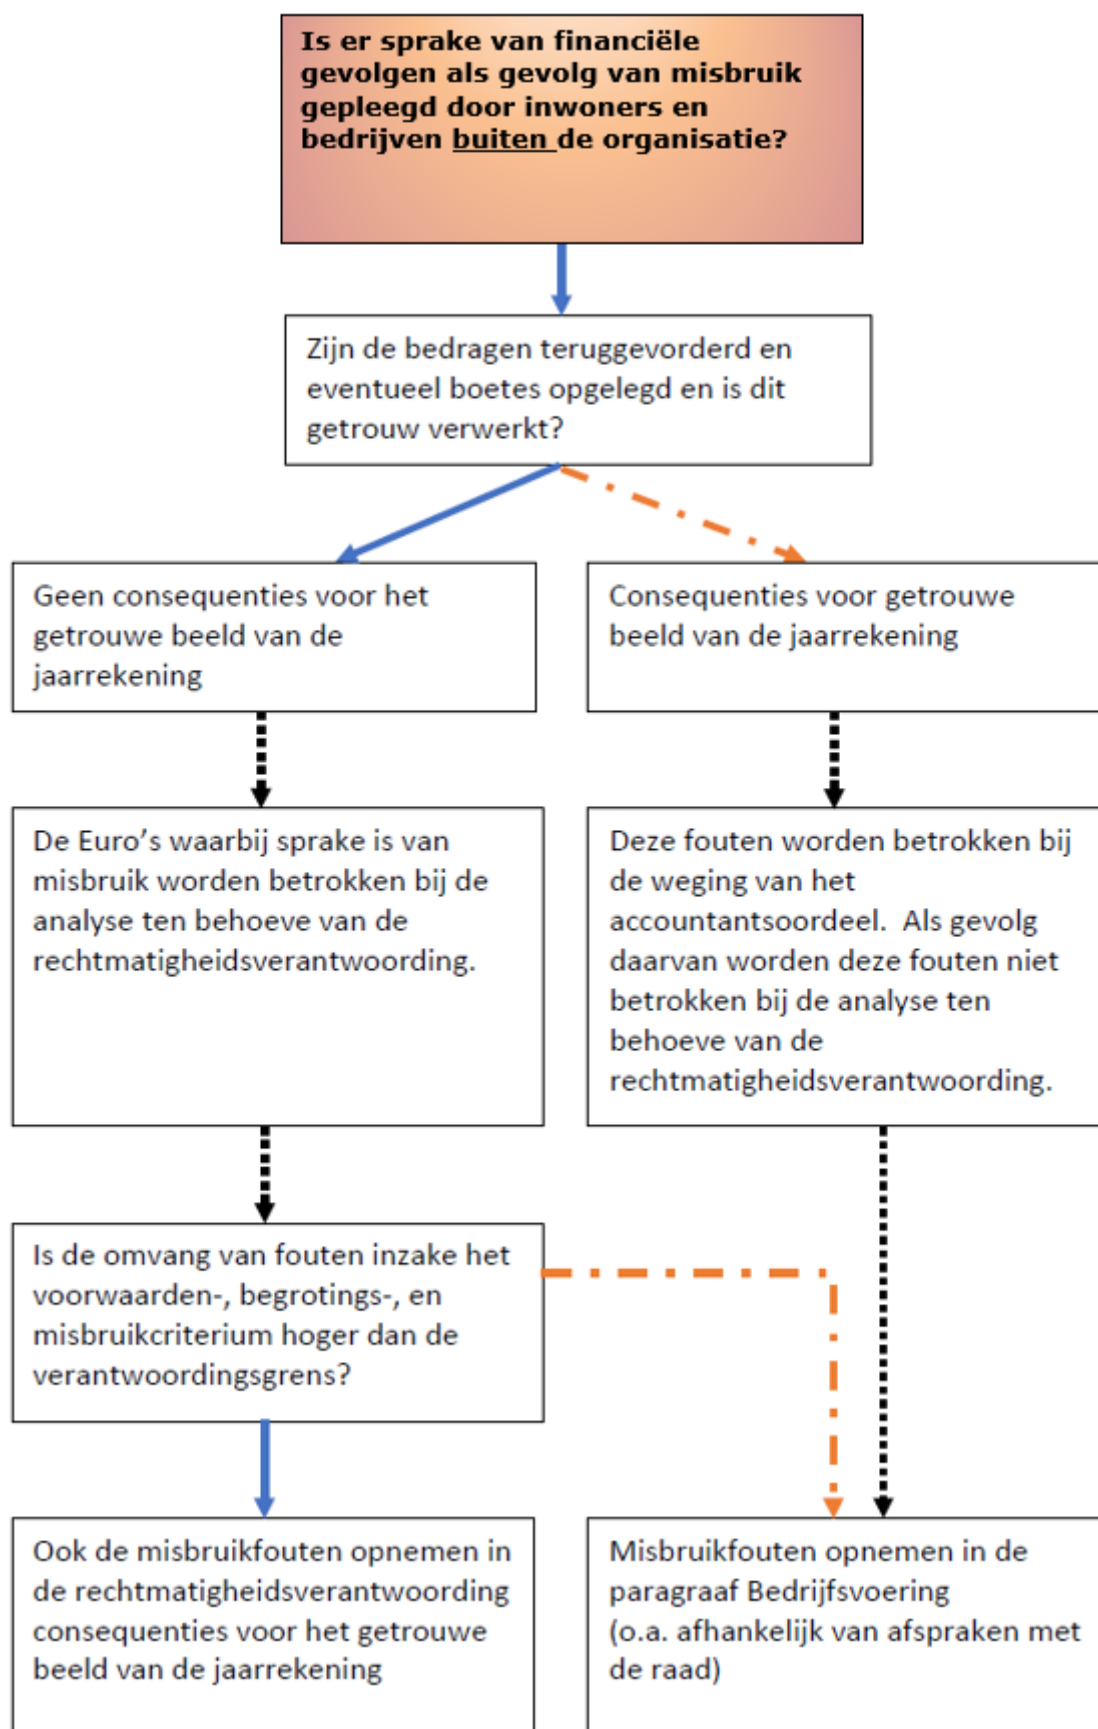 Is er sprake van financiële
gevolgen als gevolg van misbruik
gepleegd door inwoners en
bedrijven buiten de organisatie?
Zijn de bedragen teruggevorderd en
eventueel boetes opgelegd en is dit
getrouw verwerkt?
Geen consequenties voor het
getrouwe beeld van de
jaarrekening
Consequenties voor getrouwe
beeld van de jaarrekening
De Euro's waarbij sprake is van
misbruik worden betrokken bij de
analyse ten behoeve van de
rechtmatigheidsverantwoording.
Deze fouten worden betrokken bij
de weging van het
accountantsoordeel.  Als gevolg
daarvan worden deze fouten niet
betrokken bij de analyse ten
behoeve van de
rechtmatigheidsverantwoording.
Is de omvang van fouten inzake het
voorwaarden-, begrotings-, en
misbruikcriterium hoger dan de
verantwoordingsgrens?
Ook de misbruikfouten opnemen in
de rechtmatigheidsverantwoording
consequenties voor het getrouwe
beeld van de jaarrekening
Misbruikfouten opnemen in de
paragraaf Bedrijfsvoering
(o.a. afhankelijk van afspraken met
de raad)